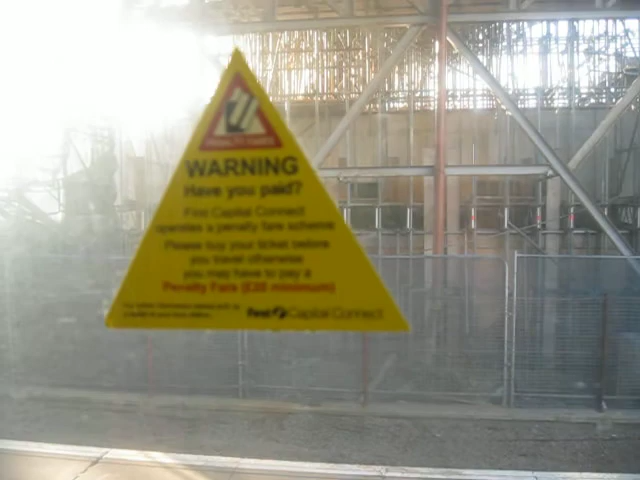 WARNING
Have you paid?
First Capital Connect
operates a penalty fare scheme
Please buy your ticket before
you travel otherwise
you may have to pay a
Penalty Fare (£20 minimum)
First Capital Connect